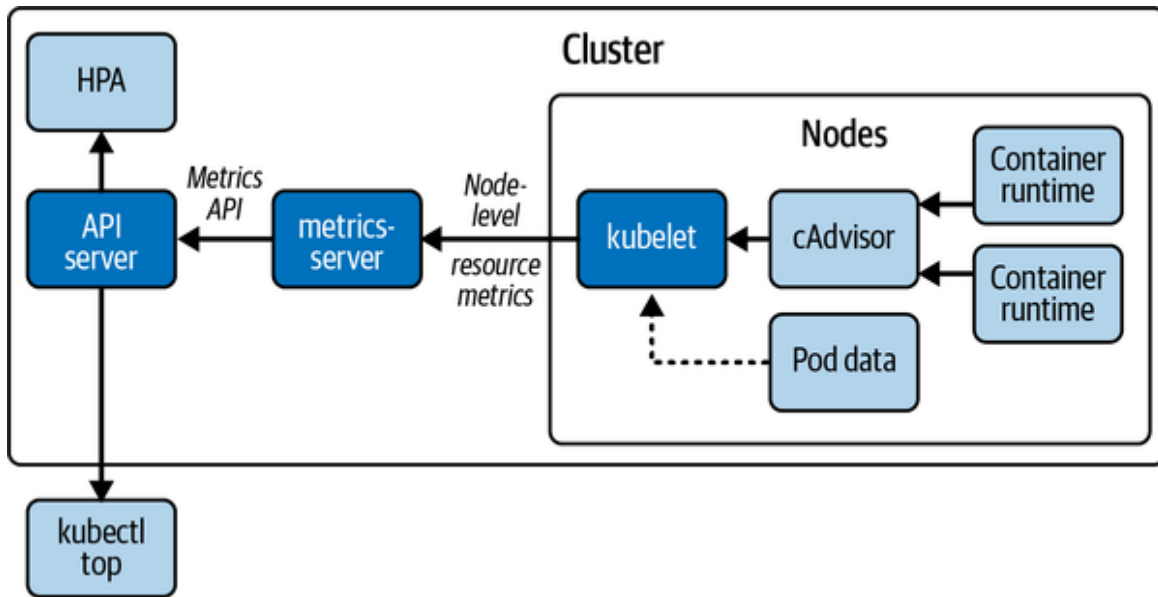 Cluster
HPA
Nodes
Container
runtime
Metrics
API
Node-
level
API
server
metrics-
server
kubelet
cAdvisor
resource
metrics
Container
runtime
Pod data
kubectl
top